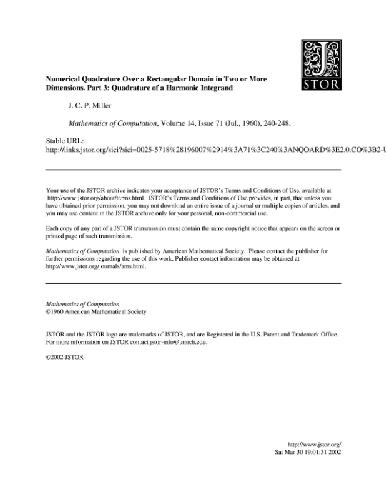 JSTOR
Numerical Quadrature Over a Rectangular Domain in Two or More
Dimensions. Part 3: Quadrature of a Harmonic Integrand
J. C. P. Miller
Mathematics of Computation, Volume 14, Issue 71 (Jul., 1960), 240-248.
Stable URL:
http://links.jstor.org/sici?sici=0025-5718%28196007%2914%3A71%3C240%3ANQOARD%3E2.0.CO%3B2-U
Your use of the JSTOR archive indicates your acceptance of JSTOR's Terms and Conditions of Use, available at
http://www.jstor.org/about/terms.html. JSTOR's Terms and Conditions of Use provides, in part, that unless you
have obtained prior permission, you may not download an entire issue of a journal or multiple copies of articles, and
you may use content in the JSTOR archive only for your personal, non-commercial use.
Each copy of any part of a JSTOR transmission must contain the same copyright notice that appears on the screen or
printed page of such transmission.
Mathematics of Computation is published by American Mathematical Society. Please contact the publisher for
further permissions regarding the use of this work. Publisher contact information may be obtained at
http://www.jstor.org/journals/ams.html.
Mathematics of Computation
©1960 American Mathematical Society
JSTOR and the JSTOR logo are trademarks of JSTOR, and are Registered in the U.S. Patent and Trademark Office.
For more information on JSTOR contact jstor-info@umich.edu.
©2002 JSTOR
http://www.jstor.org/
Sat Mar 30 19:01:31 2002